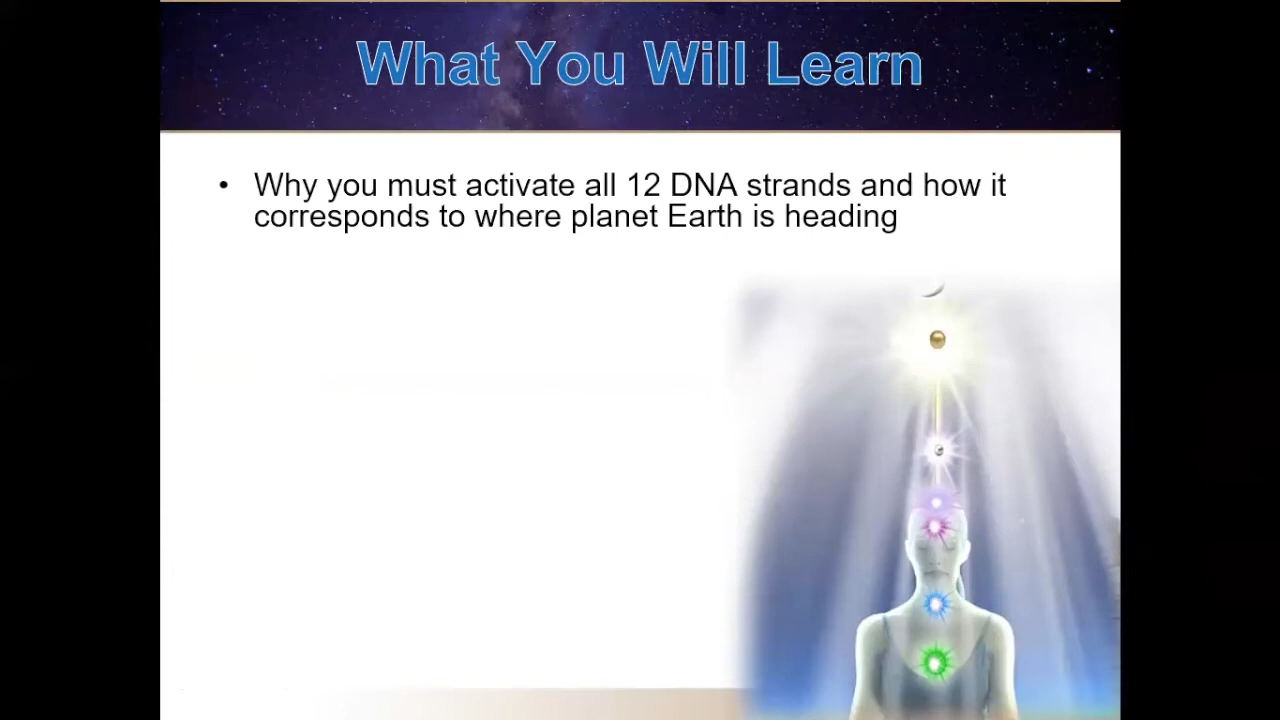 What You Will Learn
• Why you must activate all 12 DNA strands and how it
corresponds to where planet Earth is heading